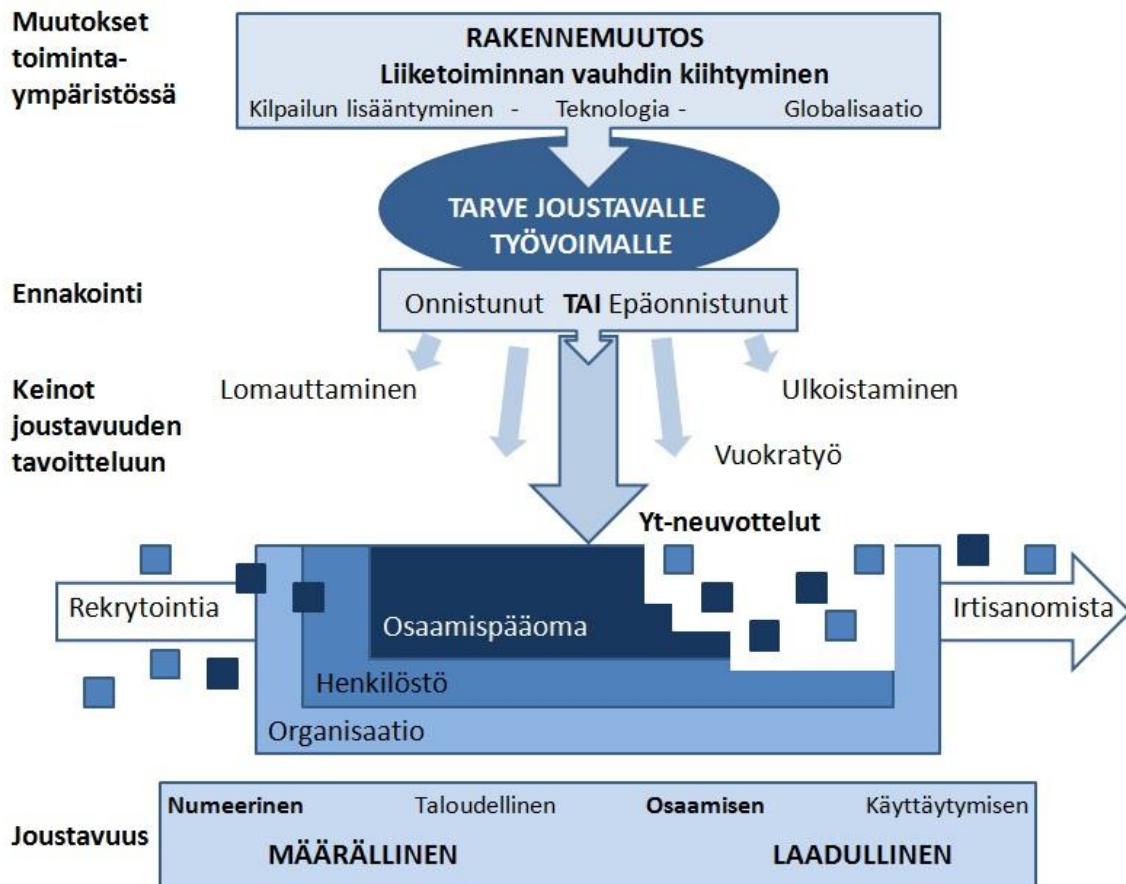 Muutokset
toiminta-
ympäristössä
RAKENNEMUUTOS
Liiketoiminnan vauhdin kiihtyminen
Kilpailun lisääntyminen - Teknologia - Globalisaatio
TARVE JOUSTAVALLE
TYÖVOIMALLE
Ennakointi
Onnistunut TAI Epäonnistunut
Keinot
joustavuuden
tavoitteluun
Lomauttaminen
Ulkoistaminen
Vuokratyö
Yt-neuvottelut
Rekrytointia
Osaamispääoma
Irtisanomista
Henkilöstö
Organisaatio
Joustavuus
Numeerinen Taloudellinen Osaamisen Käyttäytymisen
MÄÄRÄLLINEN LAADULLINEN